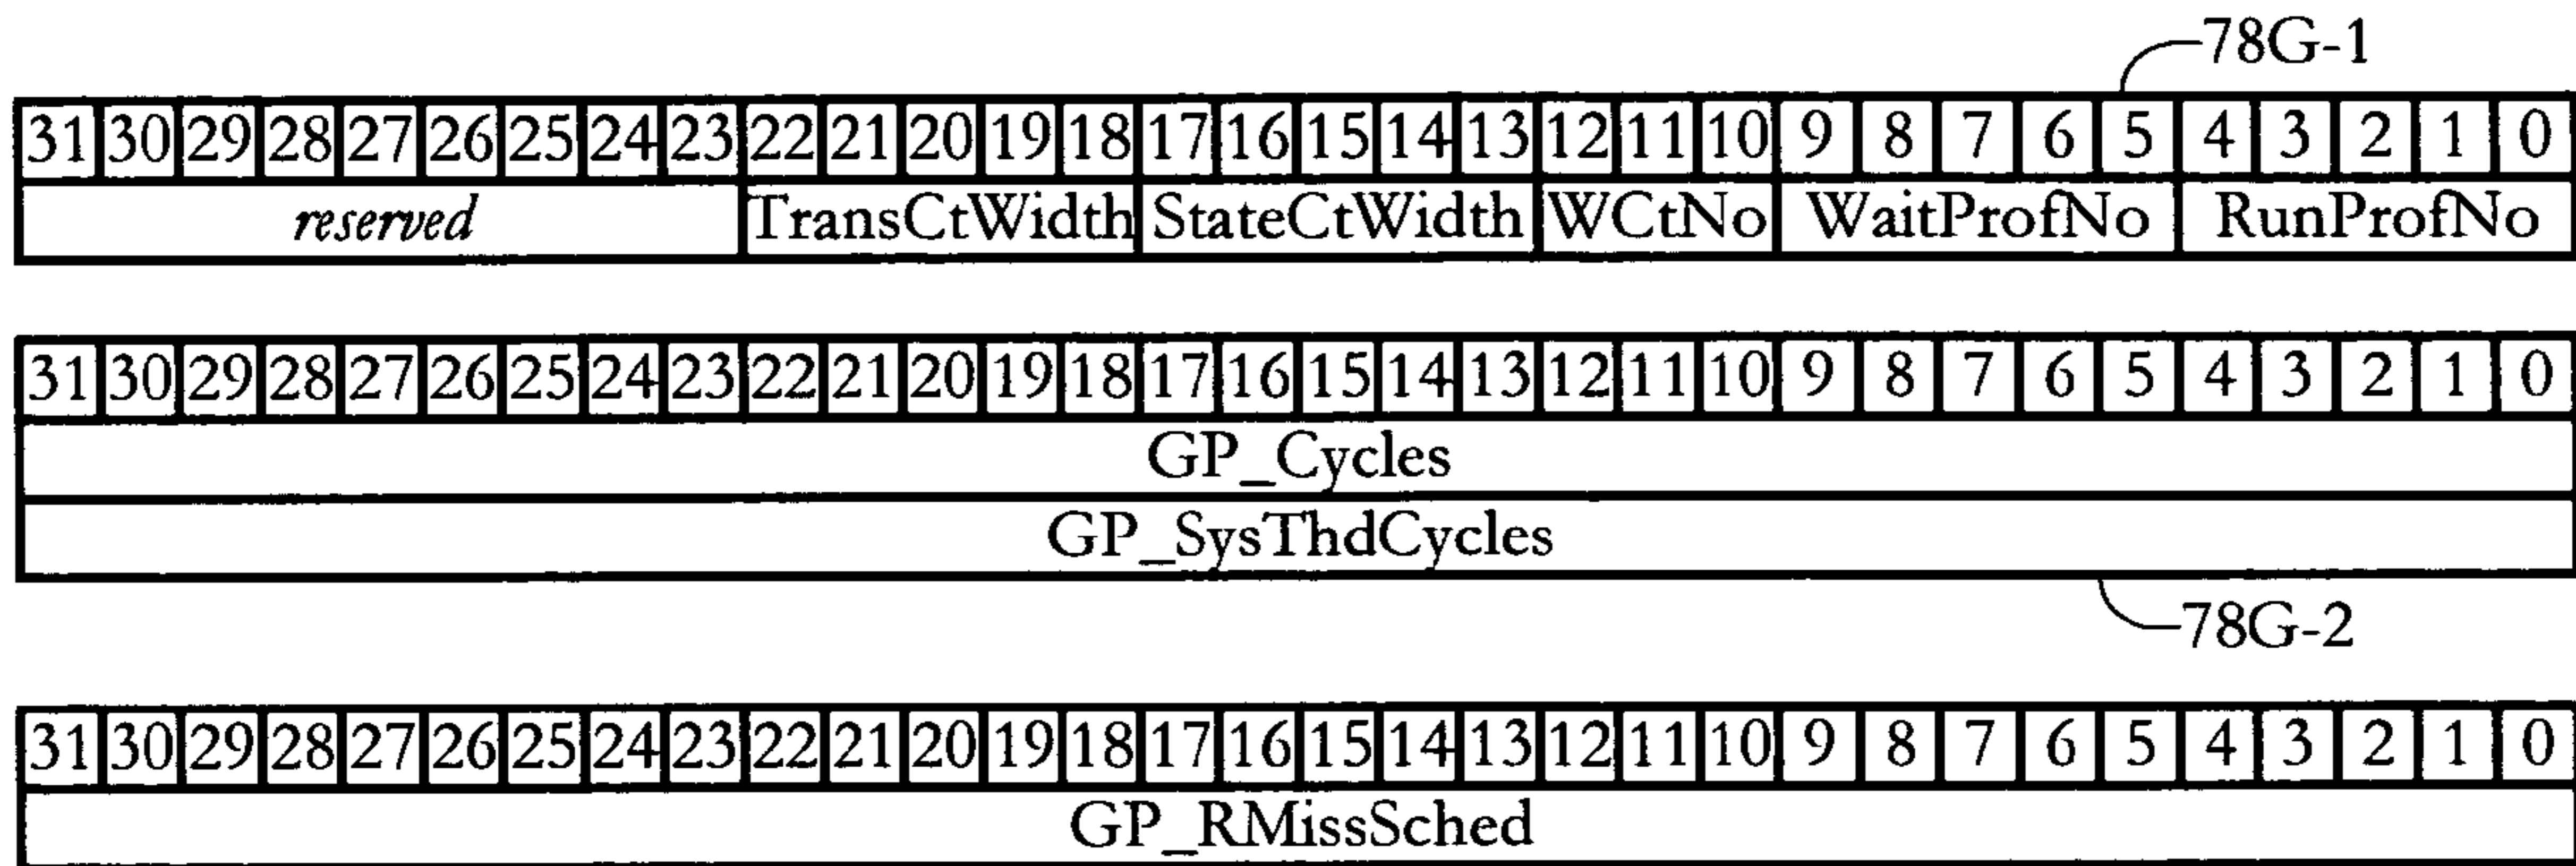 78G-1
31 30 29 28 27 26 25 24 23 22 21 20 19 18 17 16 15 14 13 12 11 10 9 8 7 6 5 4 3 2 1 0
reserved TransCtWidth StateCtWidth WCtNo WaitProfNo RunProfNo
31 30 29 28 27 26 25 24 23 22 21 20 19 18 17 16 15 14 13 12 11 10 9 8 7 6 5 4 3 2 1 0
GP_Cycles
GP_SysThdCycles
78G-2
31 30 29 28 27 26 25 24 23 22 21 20 19 18 17 16 15 14 13 12 11 10 9 8 7 6 5 4 3 2 1 0
GP_RMissSched